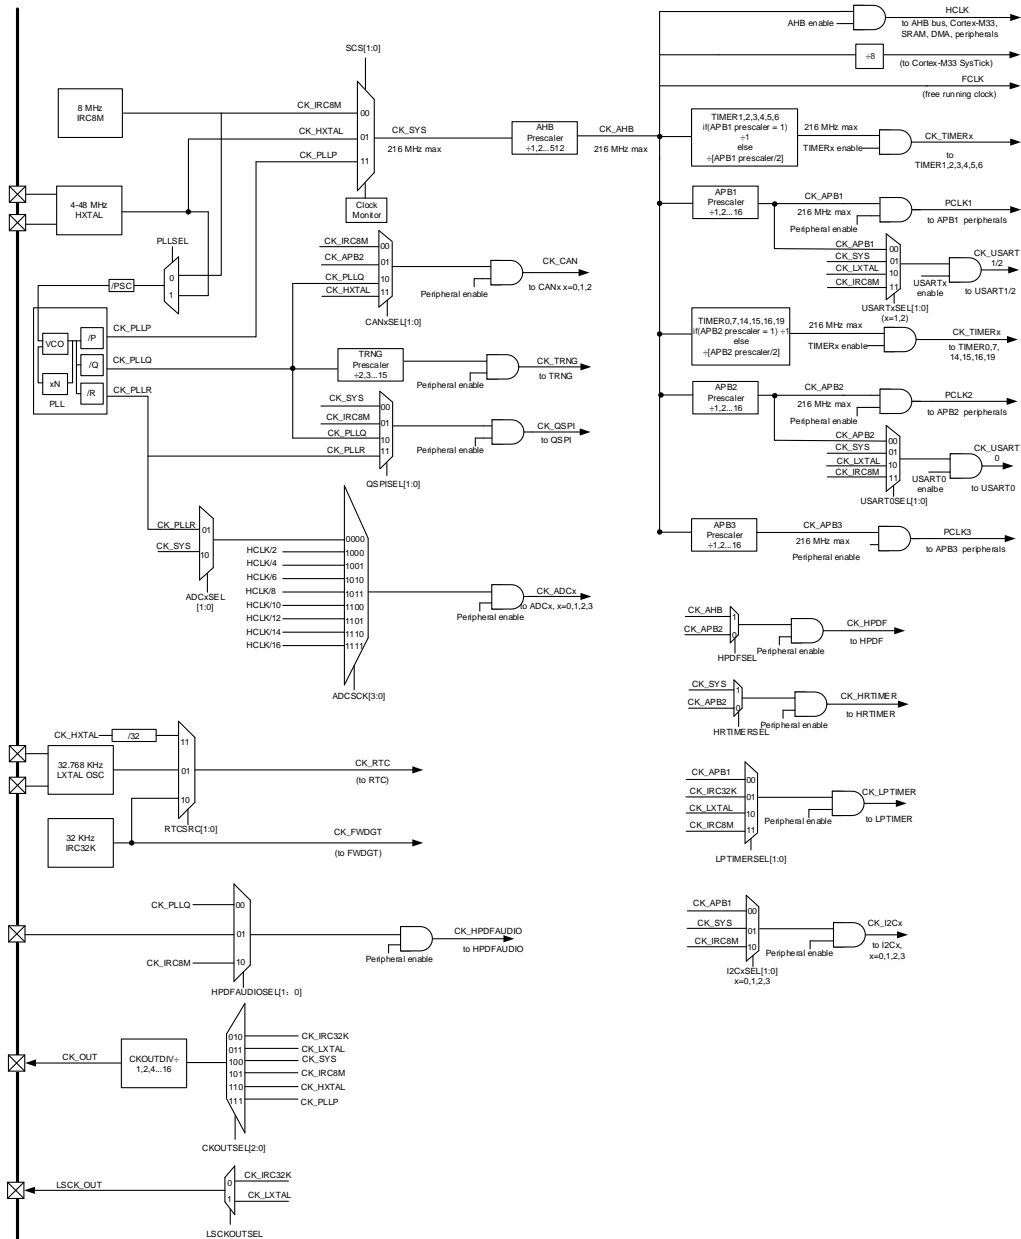 SCS[1:0]
8 MHz
IRC8M
CK_IRC8M
00
CK_HXTAL
01
CK_PLLP
11
CK_SYS
216 MHz max
AHB
Prescaler
÷1,2...512
CK_AHB
216 MHz max
Clock
Monitor
4-48 MHz
HXTAL
PLLSEL
0
1
/PSC
VCO
xN
PLL
/P
/Q
/R
CK_PLLP
CK_PLLQ
CK_PLLR
CK_IRC8M
00
CK_APB2
01
CK_PLLQ
10
CK_HXTAL
11
CANxSEL[1:0]
Peripheral enable
CK_CAN
to CANx x=0,1,2
TRNG
Prescaler
÷2,3...15
Peripheral enable
CK_TRNG
to TRNG
CK_SYS
00
CK_IRC8M
01
CK_PLLQ
10
CK_PLLR
11
QSPISEL[1:0]
Peripheral enable
CK_QSPI
to QSPI
CK_PLLR
01
CK_SYS
10
ADCxSEL
[1:0]
0000
HCLK/2
1000
HCLK/4
1001
HCLK/6
1010
HCLK/8
1011
HCLK/10
1100
HCLK/12
1101
HCLK/14
1110
HCLK/16
1111
ADCSCK[3:0]
Peripheral enable
CK_ADCx
to ADCx, x=0,1,2,3
CK_HXTAL
/32
11
32.768 KHz
LXTAL OSC
01
10
RTCSRC[1:0]
CK_RTC
(to RTC)
32 KHz
IRC32K
CK_FWDGT
(to FWDGT)
CK_PLLQ
00
01
CK_IRC8M
10
HPDFAUDIOSEL[1：0]
Peripheral enable
CK_HPDFAUDIO
to HPDFAUDIO
CK_OUT
CKOUTDIV÷
1,2,4...16
010
CK_IRC32K
011
CK_LXTAL
100
CK_SYS
101
CK_IRC8M
110
CK_HXTAL
111
CK_PLLP
CKOUTSEL[2:0]
LSCK_OUT
0
CK_IRC32K
1
CK_LXTAL
LSCKOUTSEL
AHB enable
HCLK
to AHB bus, Cortex-M33,
SRAM, DMA, peripherals
÷8
(to Cortex-M33 SysTick)
FCLK
(free running clock)
TIMER1,2,3,4,5,6
if(APB1 prescaler = 1)
÷1
else
÷[APB1 prescaler/2]
216 MHz max
TIMERx enable
CK_TIMERx
to
TIMER1,2,3,4,5,6
APB1
Prescaler
÷1,2...16
CK_APB1
216 MHz max
Peripheral enable
PCLK1
to APB1 peripherals
CK_APB1
00
CK_SYS
01
CK_LXTAL
10
CK_IRC8M
11
USARTxSEL[1:0]
(x=1,2)
USARTx
enable
CK_USART
1/2
to USART1/2
TIMER0,7,14,15,16,19
if(APB2 prescaler = 1) ÷1
else
÷[APB2 prescaler/2]
216 MHz max
TIMERx enable
CK_TIMERx
to TIMER0,7,
14,15,16,19
APB2
Prescaler
÷1,2...16
CK_APB2
216 MHz max
Peripheral enable
PCLK2
to APB2 peripherals
CK_APB2
00
CK_SYS
01
CK_LXTAL
10
CK_IRC8M
11
USART0SEL[1:0]
USART0
enalbe
CK_USART
0
to USART0
APB3
Prescaler
÷1,2...16
CK_APB3
216 MHz max
Peripheral enable
PCLK3
to APB3 peripherals
CK_AHB
1
CK_APB2
0
HPDFSEL
Peripheral enable
CK_HPDF
to HPDF
CK_SYS
1
CK_APB2
0
HRTIMERSEL
Peripheral enable
CK_HRTIMER
to HRTIMER
CK_APB1
00
CK_IRC32K
01
CK_LXTAL
10
CK_IRC8M
11
LPTIMERSEL[1:0]
Peripheral enable
CK_LPTIMER
to LPTIMER
CK_APB1
00
CK_SYS
01
CK_IRC8M
10
I2CxSEL[1:0]
x=0,1,2,3
Peripheral enable
CK_I2Cx
to I2Cx,
x=0,1,2,3